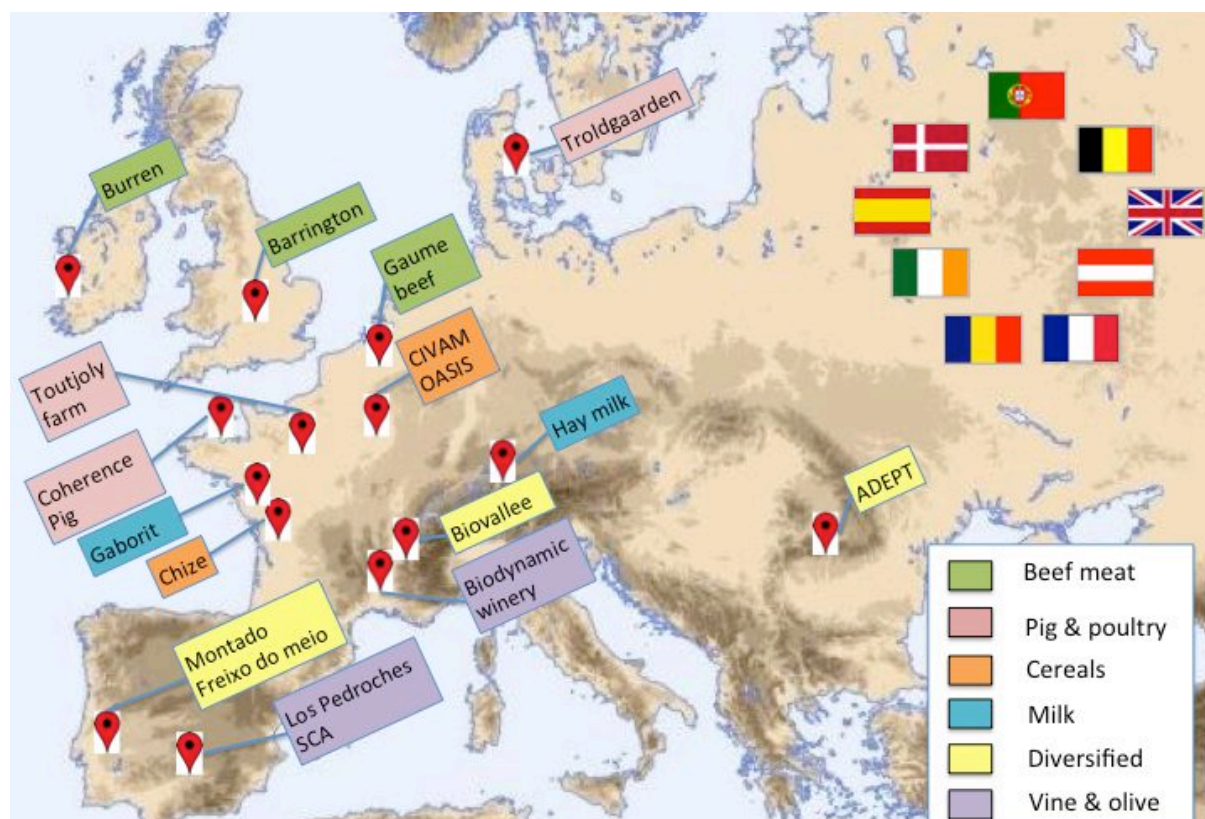 Troldgaarden
Burren
Barrington
Gaume
beef
CIVAM
OASIS
Toutjoly
farm
Hay milk
Coherence
Pig
Gaborit
Chize
Biovallee
ADEPT
Biodynamic
winery
Montado
Freixo do meio
Los Pedroches
SCA
Beef meat
Pig & poultry
Cereals
Milk
Diversified
Vine & olive